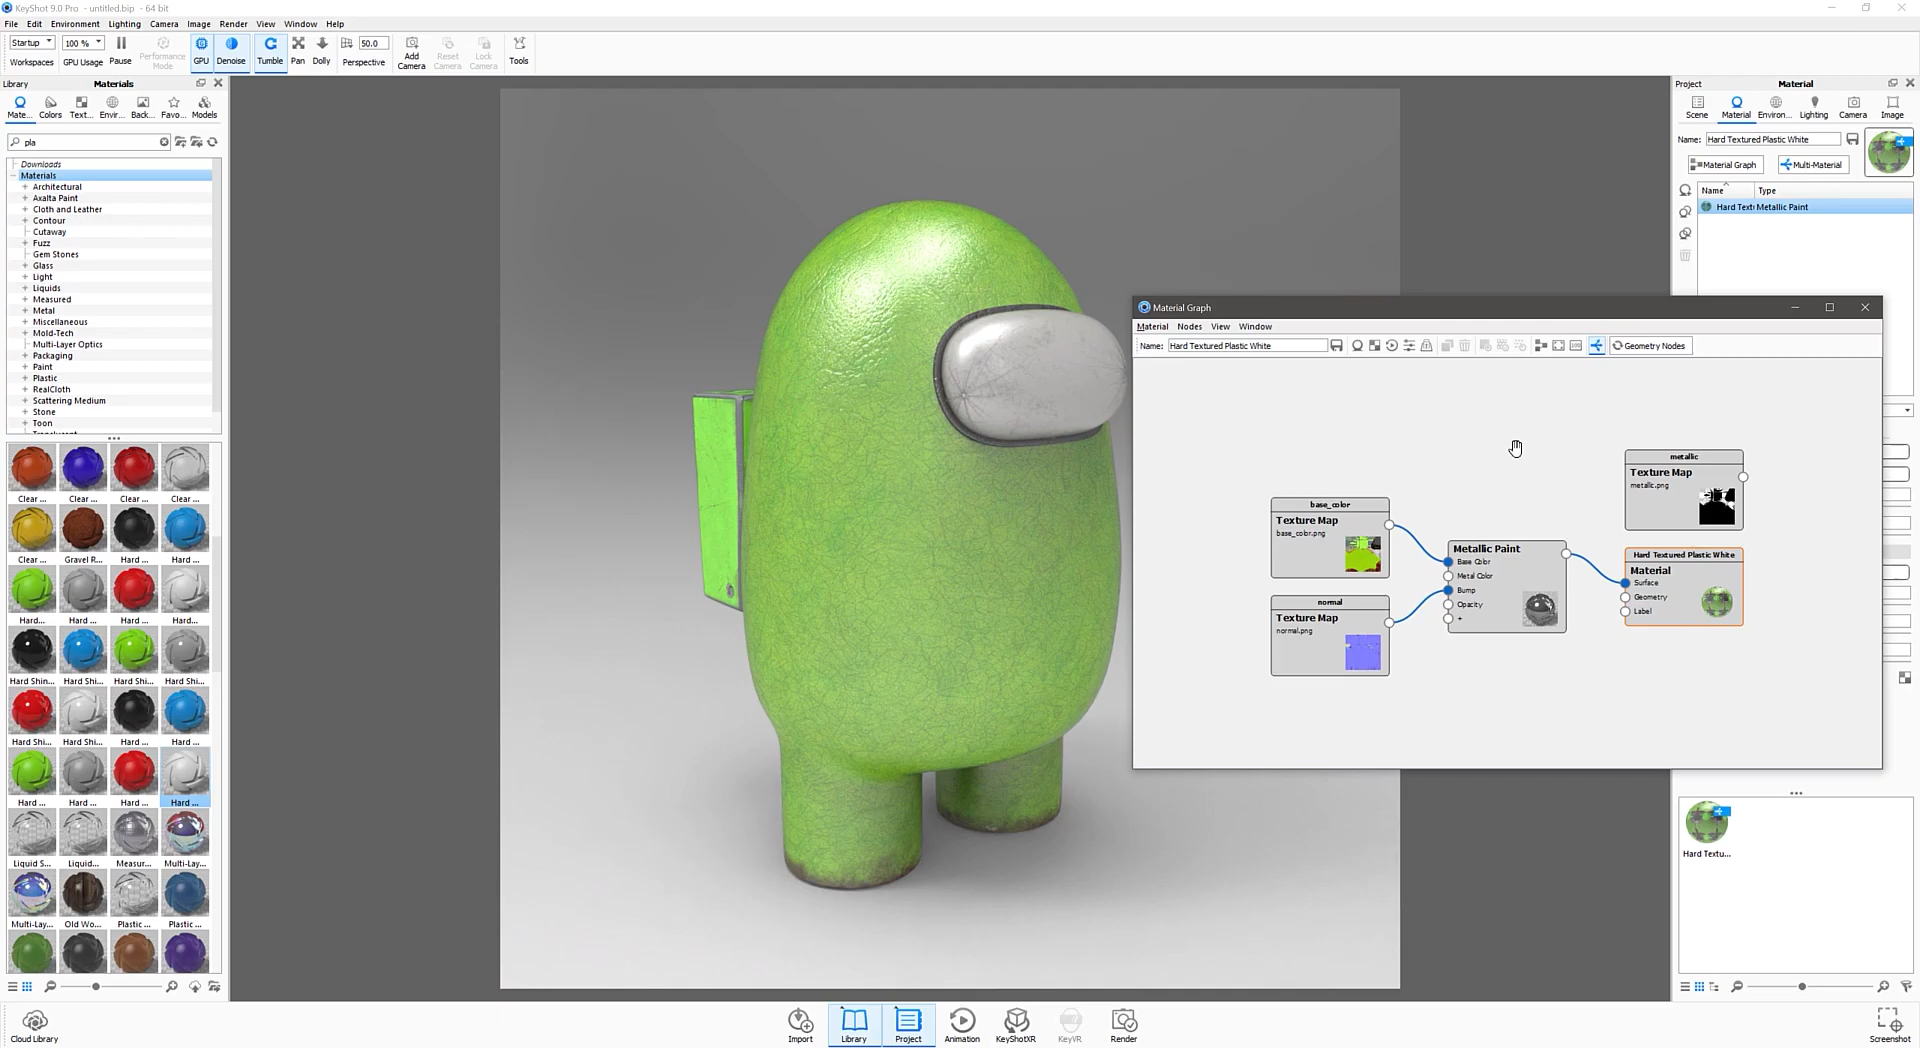 KeyShot 9.0 Pro - untitled.bip - 64 bit
File Edit Environment Lighting Camera Image Render View Window Help
Startup 100 % 50.0
Workspaces GPU Usage Pause Performance Mode GPU Denoise Tumble Pan Dolly Perspective Add Camera Reset Camera Lock Camera Tools
Library Materials
Mate... Colors Text... Envir... Back... Favo... Models
pla
Downloads
Materials
Architectural
Axalta Paint
Cloth and Leather
Contour
Cutaway
Fuzz
Gem Stones
Glass
Light
Liquids
Measured
Metal
Miscellaneous
Mold-Tech
Multi-Layer Optics
Packaging
Paint
Plastic
RealCloth
Scattering Medium
Stone
Toon
Clear ... Clear ... Clear ... Clear ...
Clear ... Gravel R... Hard ... Hard ...
Hard... Hard ... Hard ... Hard...
Hard Shin... Hard Shi... Hard Shi... Hard Shi...
Hard Shi... Hard Shi... Hard ... Hard ...
Hard ... Hard ... Hard ... Hard ...
Liquid S... Liquid... Measur... Multi-Lay...
Multi-Lay... Old Wo... Plastic ... Plastic ...
Project Material
Scene Material Environ... Lighting Camera Image
Name: Hard Textured Plastic White
Material Graph Multi-Material
Name Type
Hard Text Metallic Paint
Material Graph
Material Nodes View Window
Name: Hard Textured Plastic White Geometry Nodes
metallic
Texture Map
metallic.png
base_color
Texture Map
base_color.png
normal
Texture Map
normal.png
Metallic Paint
Base Color
Metal Color
Bump
Opacity
+
Hard Textured Plastic White
Material
Surface
Geometry
Label
Hard Textu...
Cloud Library Import Library Project Animation KeyShotXR KeyVR Render Screenshot